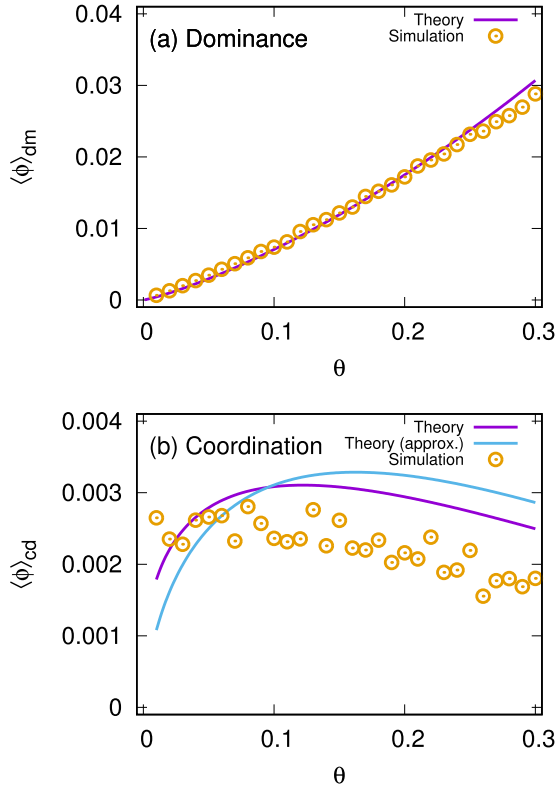 (a) Dominance
Theory
Simulation
0.04
0.03
0.02
0.01
0
⟨ϕ⟩dm
0 0.1 0.2 0.3
θ
(b) Coordination
Theory
Theory (approx.)
Simulation
0.004
0.003
0.002
0.001
0
⟨ϕ⟩cd
0 0.1 0.2 0.3
θ